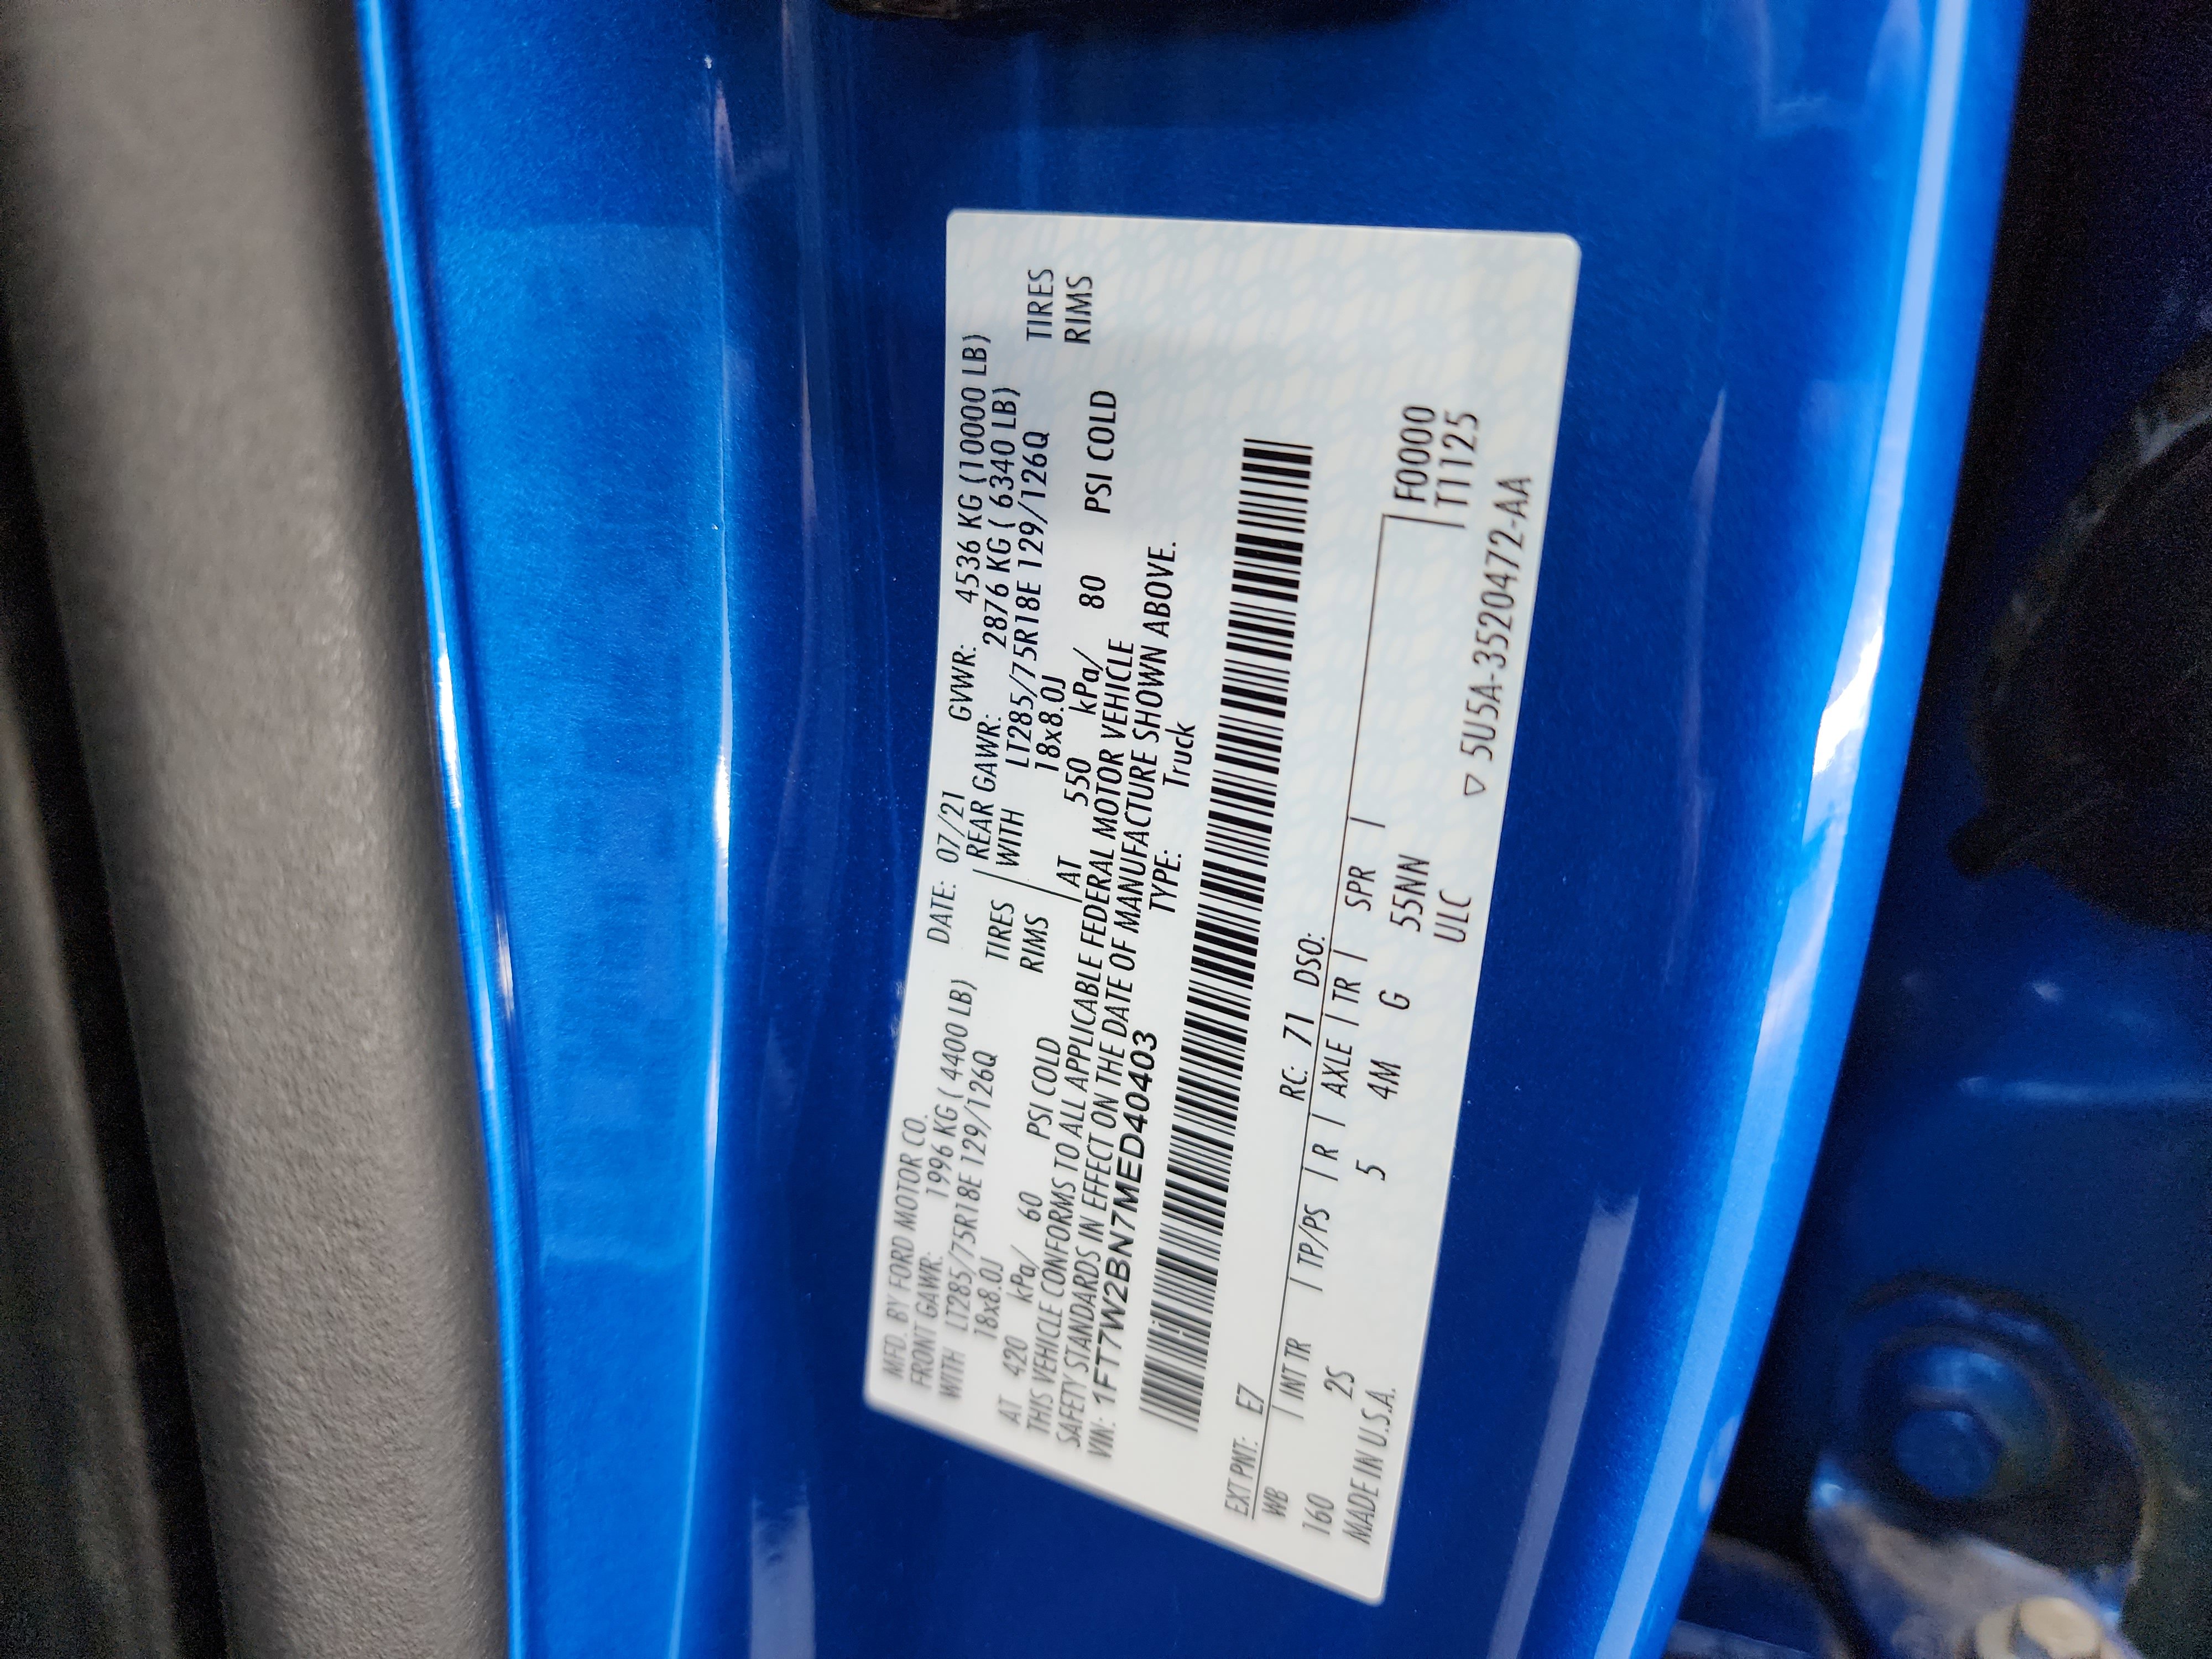 MFD. BY FORD MOTOR CO. DATE: 07/21 GVWR: 4536 KG (10000 LB)
FRONT GAWR: 1996 KG ( 4400 LB) REAR GAWR: 2876 KG ( 6340 LB)
WITH LT285/75R18E 129/126Q TIRES WITH LT285/75R18E 129/126Q TIRES
18x8.0J RIMS 18x8.0J RIMS
AT 420 kPa/ 60 PSI COLD AT 550 kPa/ 80 PSI COLD
THIS VEHICLE CONFORMS TO ALL APPLICABLE FEDERAL MOTOR VEHICLE
SAFETY STANDARDS IN EFFECT ON THE DATE OF MANUFACTURE SHOWN ABOVE.
VIN: 1FT7W2BN7MED40403 TYPE: Truck
EXT PNT: E7 RC: 71 DSO:
WB | INT TR | TP/PS | R | AXLE | TR | SPR | F0000
160 2S 5 4M G 55NN T1125
MADE IN U.S.A. ULC
▽ 5U5A-3520472-AA